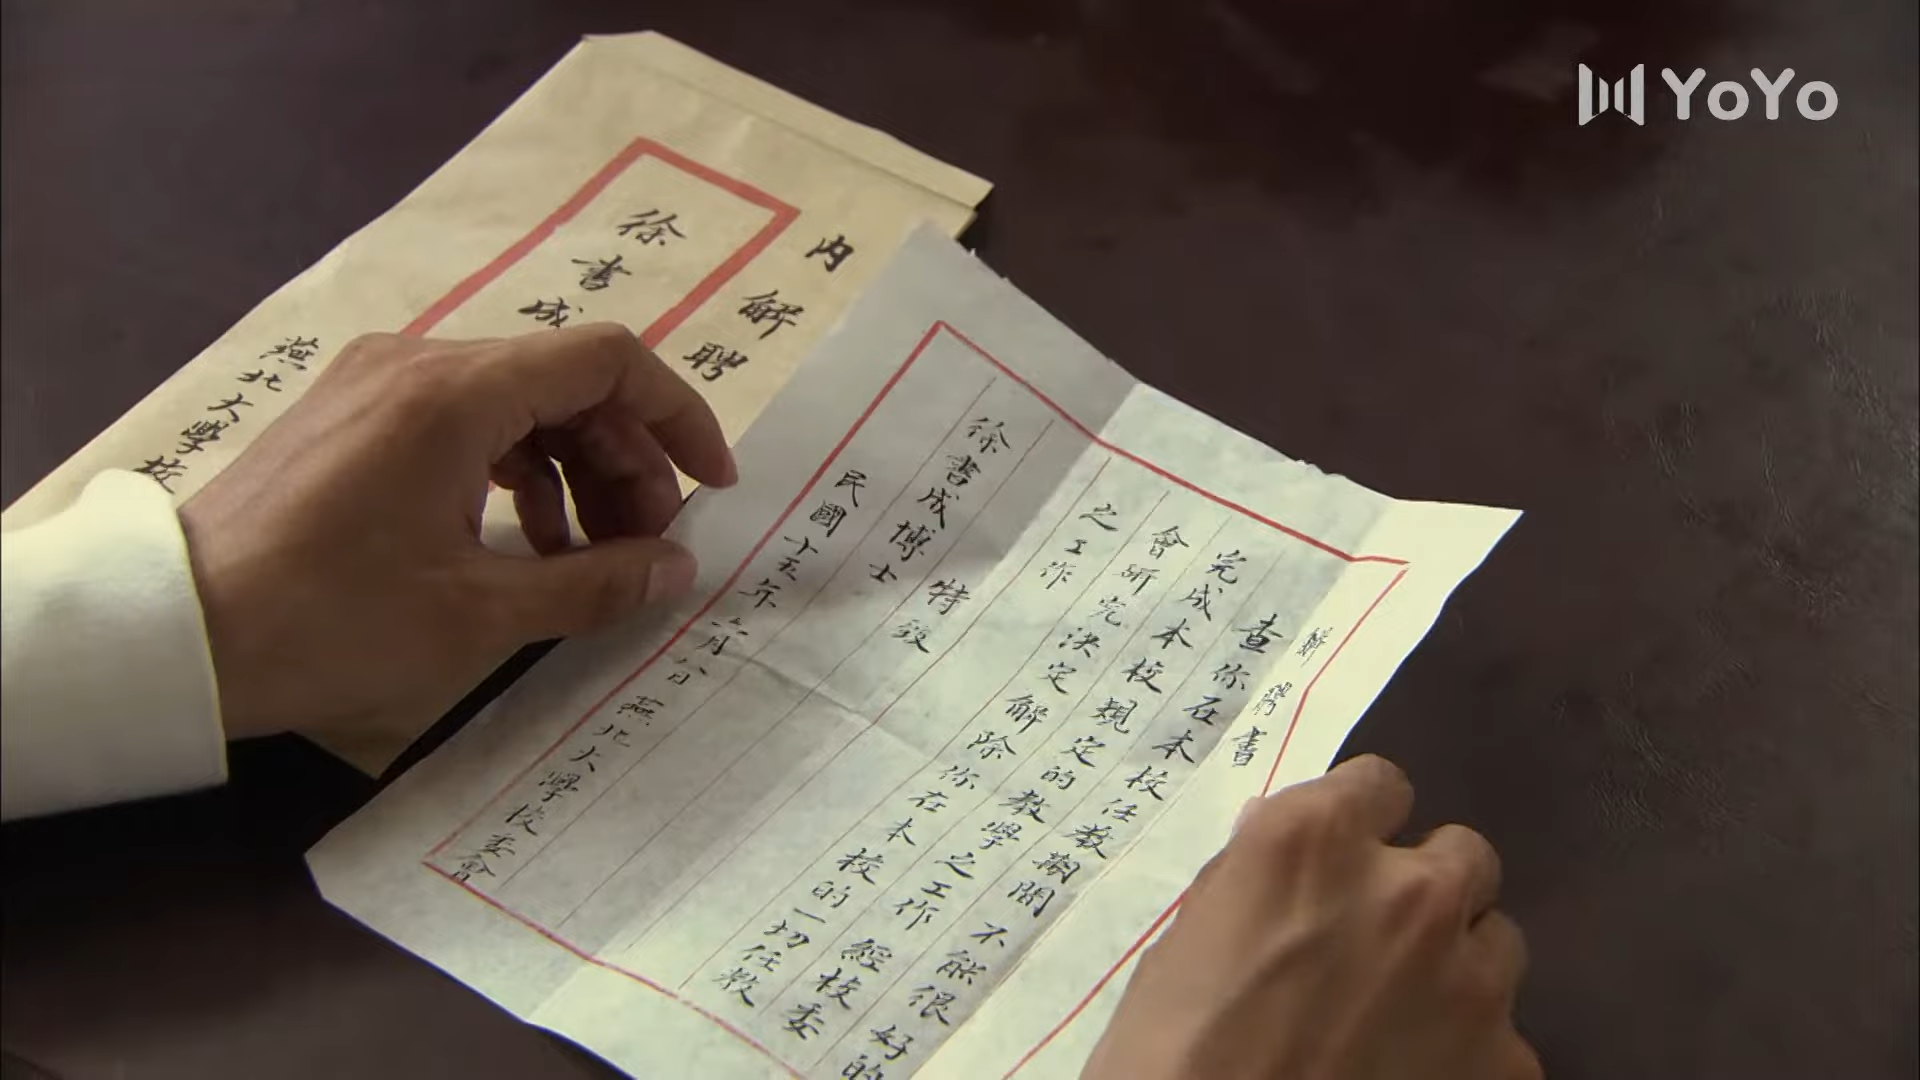 YoYo
內解聘
徐書成
燕北大學校
解聘書
查你在本校任教期間 不能很好的
完成本校規定的教學之工作 經校委
會研究決定解除你在本校的一切任教
之工作
特致
徐書成博士
民國十五年六月八日 燕北大學校委會